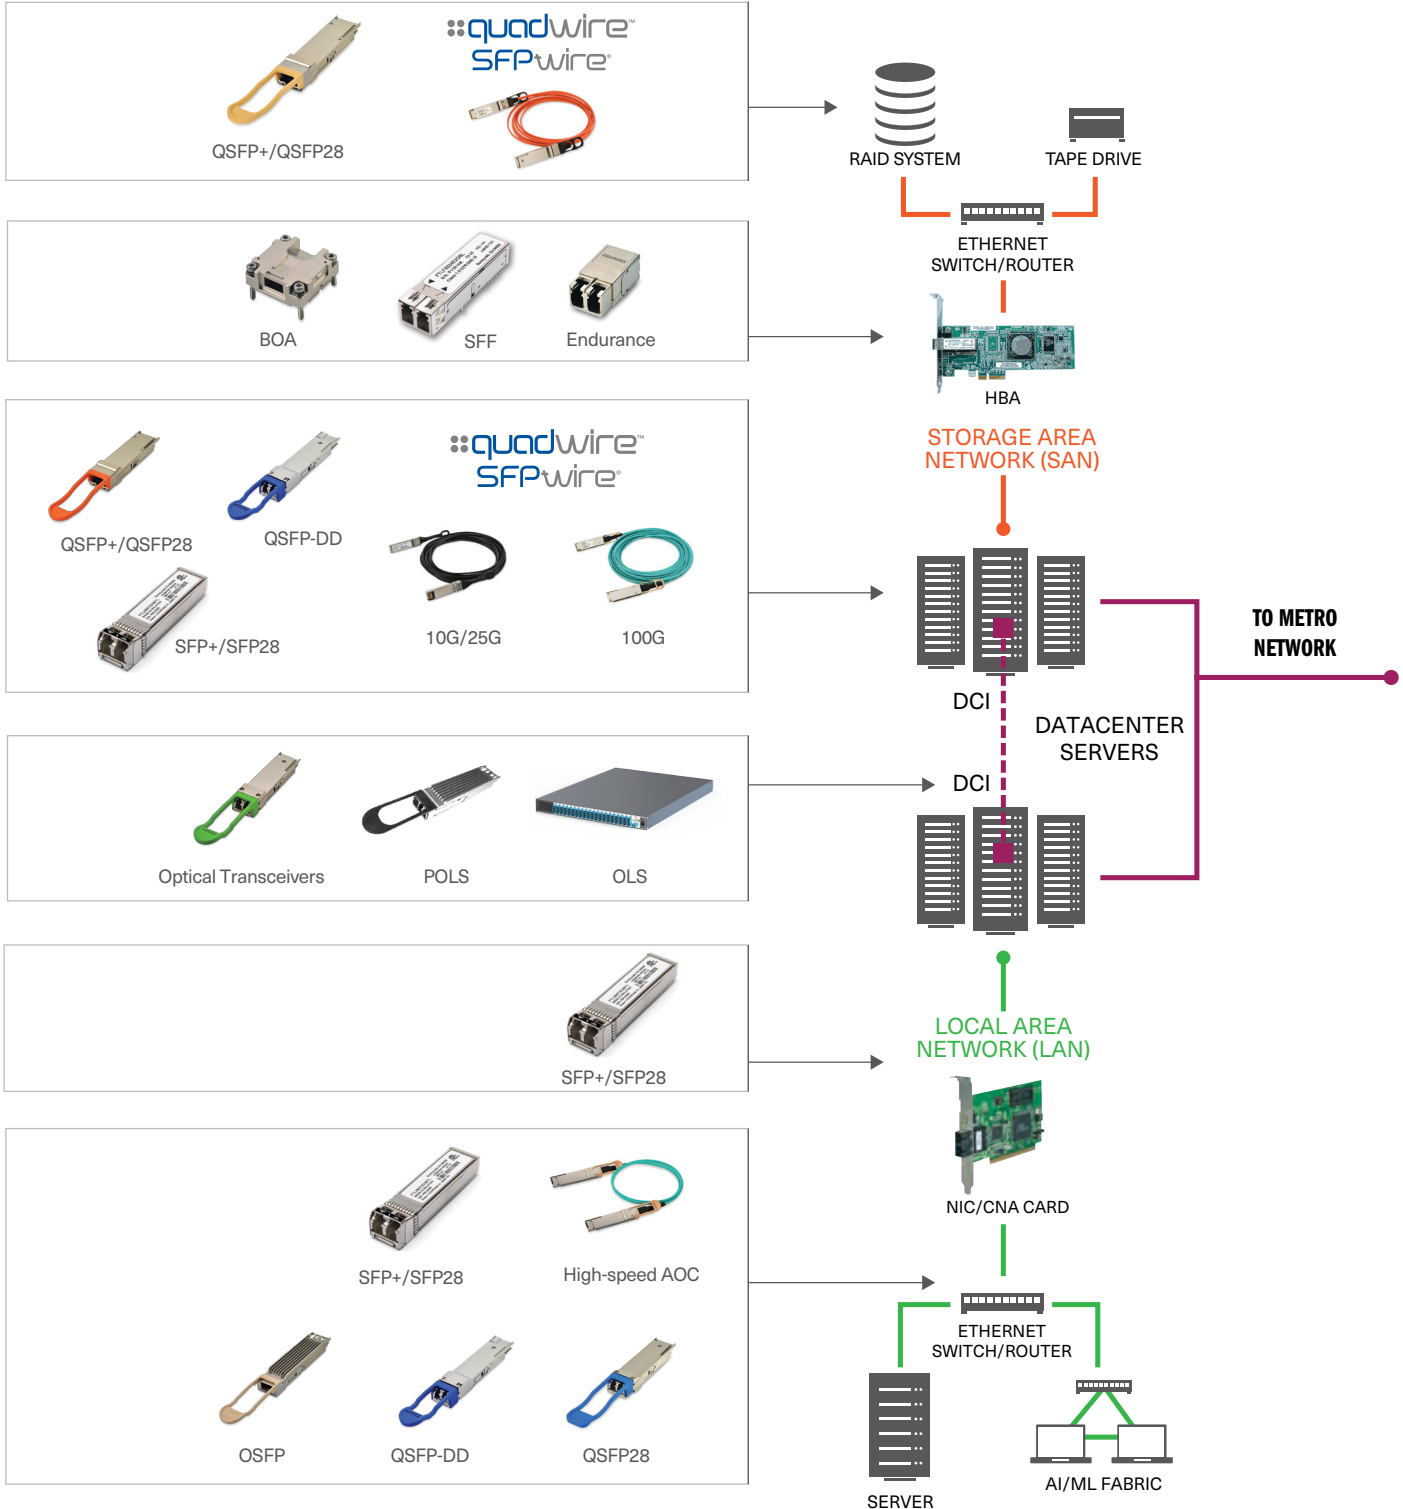 quadwire™
SFPwire®
QSFP+/QSFP28
RAID SYSTEM
TAPE DRIVE
ETHERNET
SWITCH/ROUTER
BOA
SFF
Endurance
HBA
STORAGE AREA
NETWORK (SAN)
quadwire™
SFPwire®
QSFP+/QSFP28
QSFP-DD
SFP+/SFP28
10G/25G
100G
TO METRO
NETWORK
DCI
DATACENTER
SERVERS
DCI
Optical Transceivers
POLS
OLS
SFP+/SFP28
LOCAL AREA
NETWORK (LAN)
NIC/CNA CARD
SFP+/SFP28
High-speed AOC
ETHERNET
SWITCH/ROUTER
OSFP
QSFP-DD
QSFP28
SERVER
AI/ML FABRIC